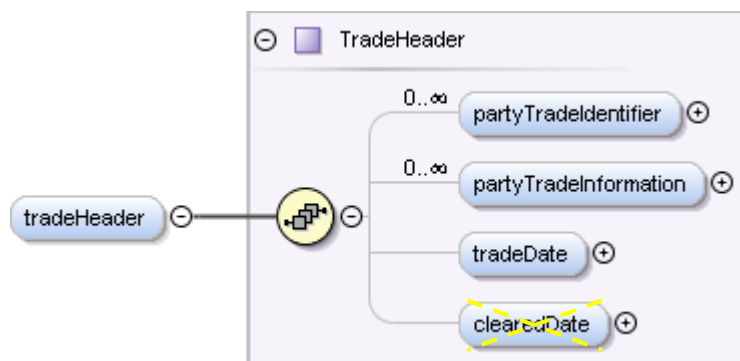 TradeHeader
0..∞
partyTradeIdentifier
0..∞
partyTradeInformation
tradeHeader
tradeDate
clearedDate